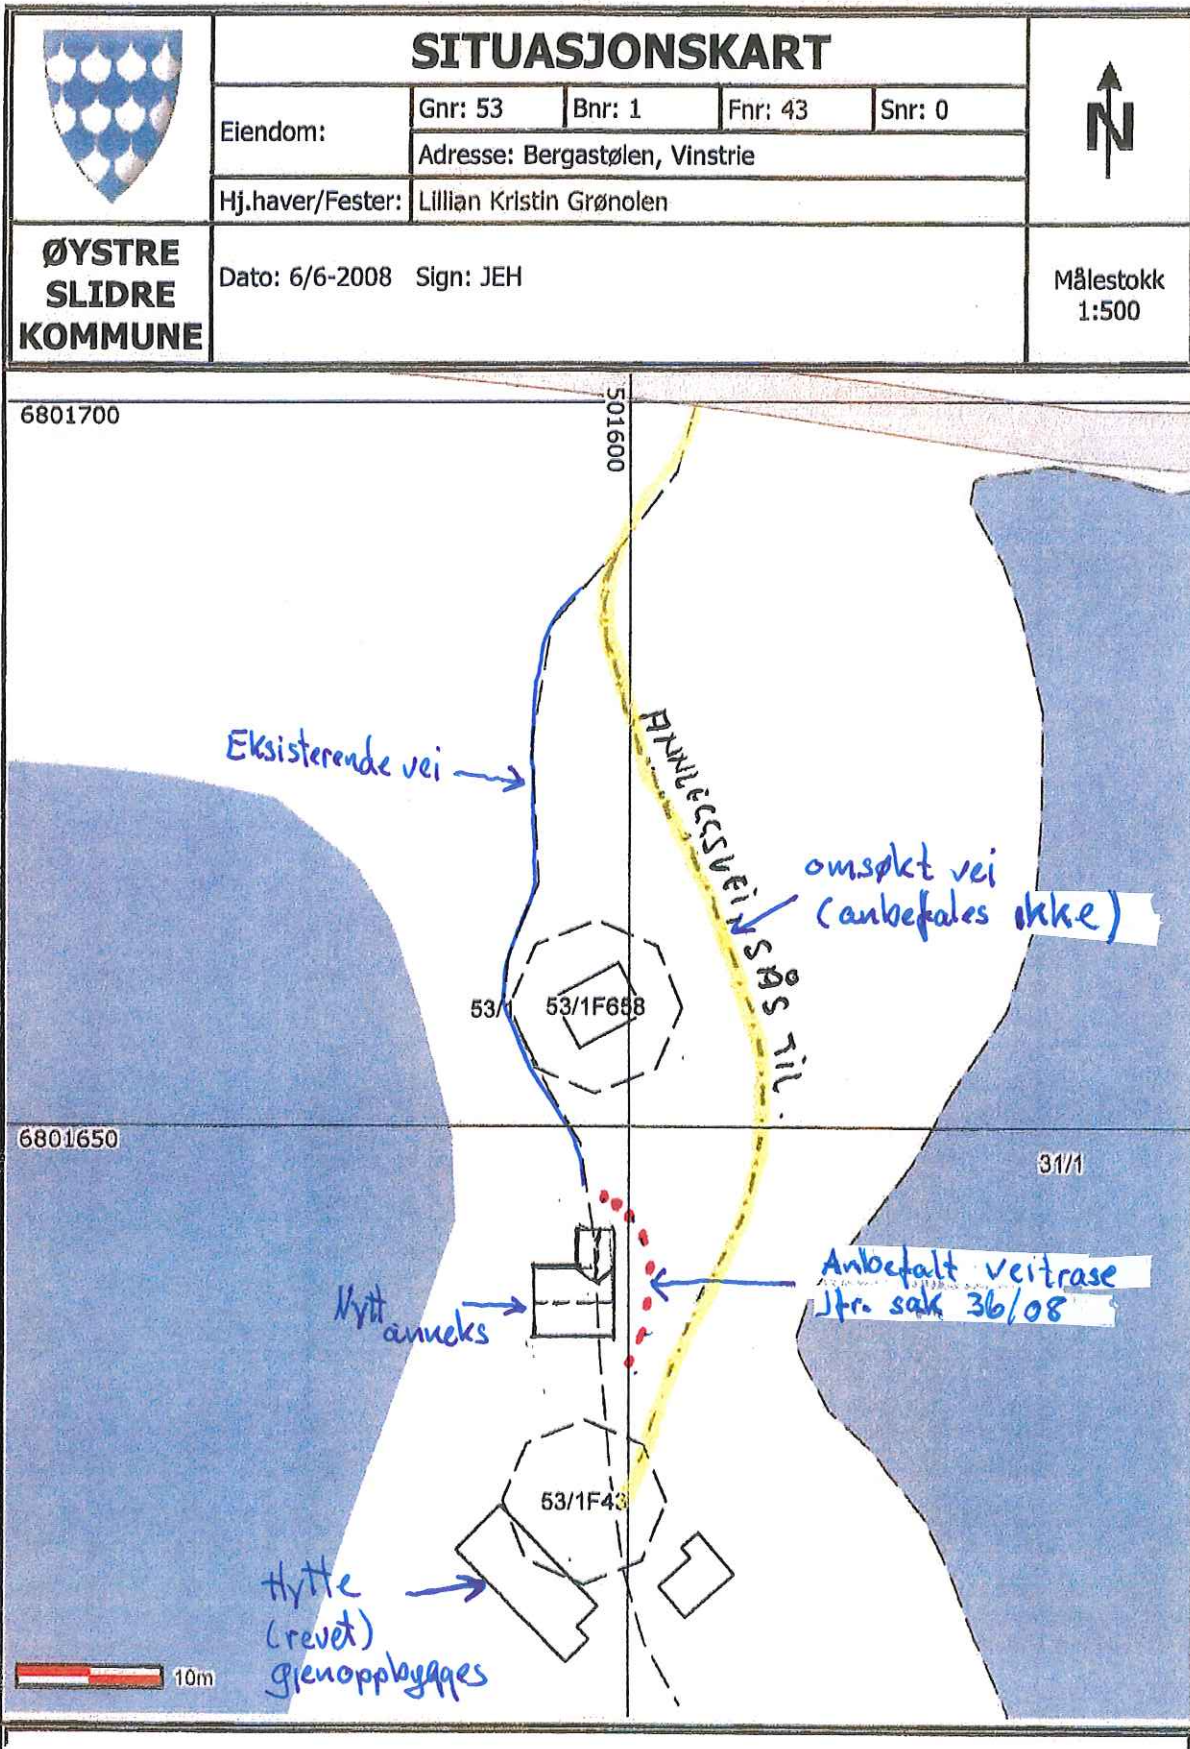 SITUASJONSKART
Eiendom:
Gnr: 53
Bnr: 1
Fnr: 43
Snr: 0
Adresse: Bergastølen, Vinstrie
Hj.haver/Fester:
Lillian Kristin Grønolen
N
ØYSTRE
SLIDRE
KOMMUNE
Dato: 6/6-2008 Sign: JEH
Målestokk
1:500
6801700
501600
Eksisterende vei
ANNLEGGSVEI SÅS TIL.
omsøkt vei
(anbefales ikke)
53/1
53/1F658
6801650
31/1
Anbefalt veitrase
Jfr. sak 36/08
Nytt
anneks
53/1F43
Hytte
(revet)
gjenoppbygges
10m